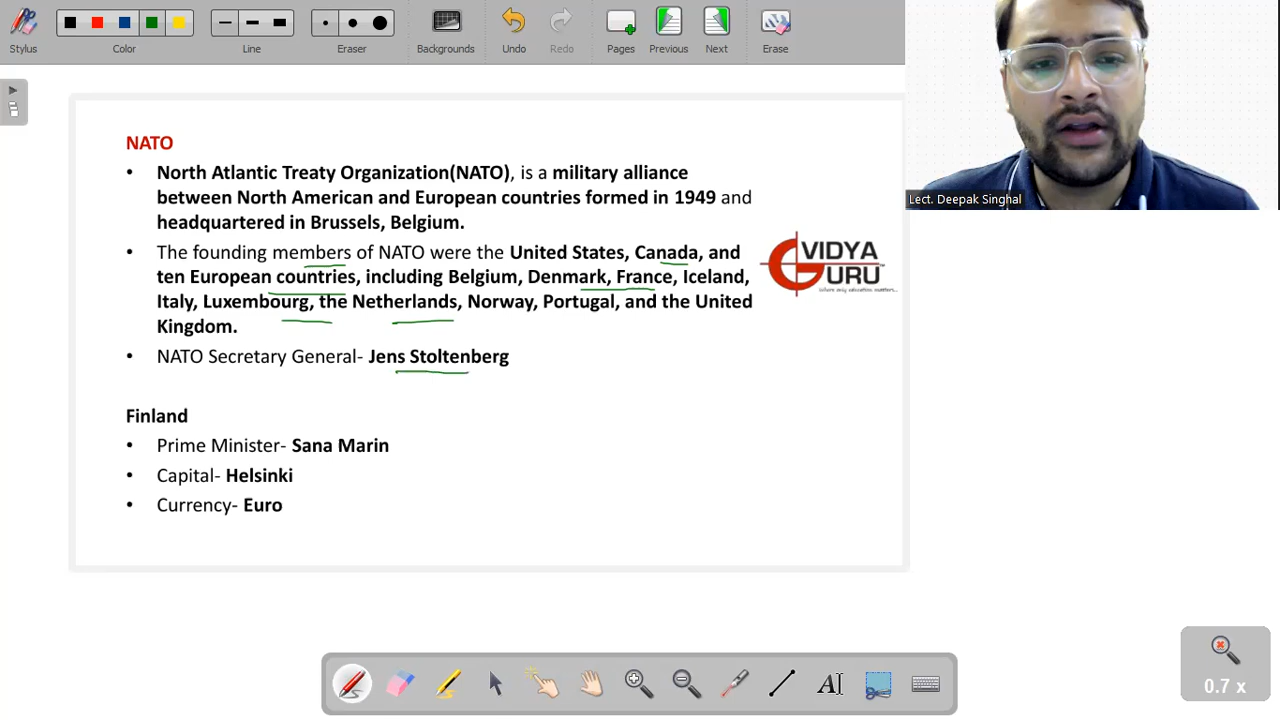 Stylus
Color
Line
Eraser
Backgrounds
Undo
Redo
Pages
Previous
Next
Erase
Lect. Deepak Singhal
NATO
• North Atlantic Treaty Organization(NATO), is a military alliance
between North American and European countries formed in 1949 and
headquartered in Brussels, Belgium.
• The founding members of NATO were the United States, Canada, and
ten European countries, including Belgium, Denmark, France, Iceland,
Italy, Luxembourg, the Netherlands, Norway, Portugal, and the United
Kingdom.
• NATO Secretary General- Jens Stoltenberg
VIDYA
GURU
where only education matters...
Finland
• Prime Minister- Sana Marin
• Capital- Helsinki
• Currency- Euro
0.7 x